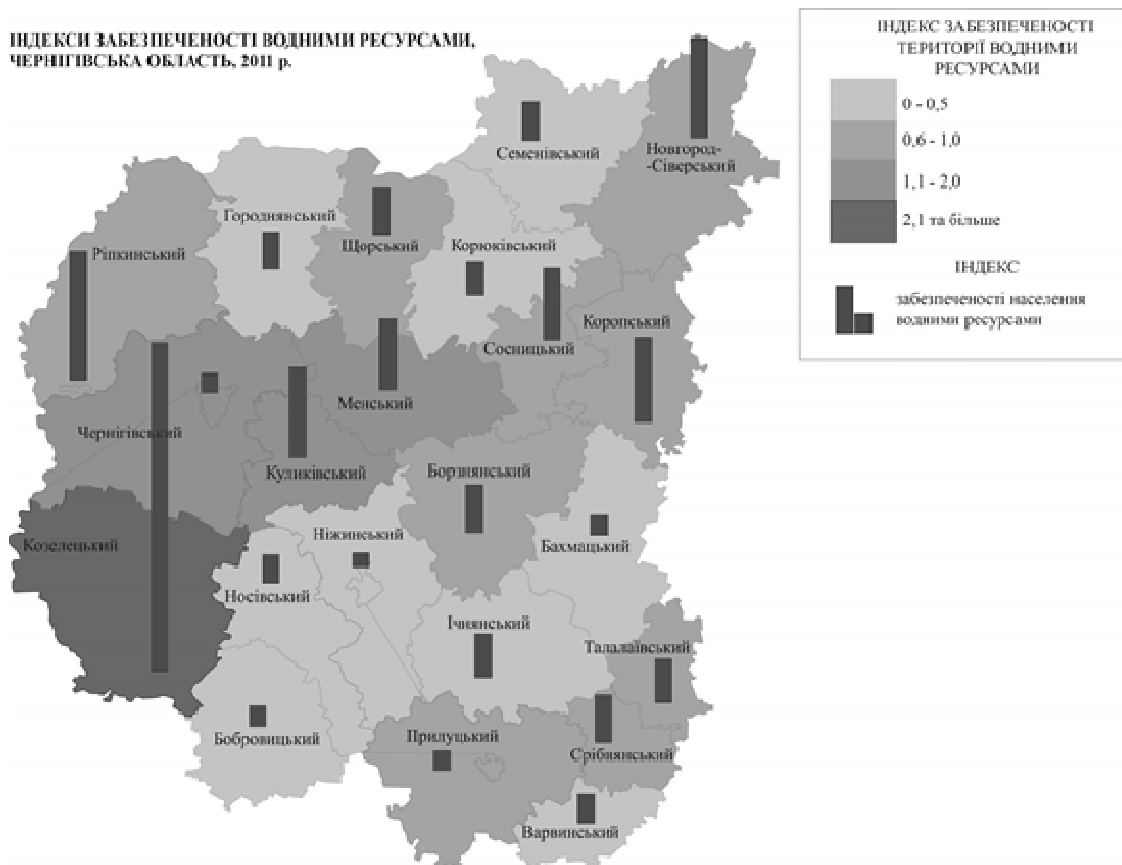 ІНДЕКСИ ЗАБЕЗПЕЧЕНОСТІ ВОДНИМИ РЕСУРСАМИ,
ЧЕРНІГІВСЬКА ОБЛАСТЬ, 2011 р.
ІНДЕКС ЗАБЕЗПЕЧЕНОСТІ
ТЕРИТОРІЇ ВОДНИМИ
РЕСУРСАМИ
0 - 0,5
0,6 - 1,0
1,1 - 2,0
2,1 та більше
ІНДЕКС
забезпеченості населення
водними ресурсами
Семенівський
Новгород-
-Сіверський
Городнянський
Щорський
Корюківський
Ріпкинський
Сосницький
Коропський
Менський
Чернігівський
Куликівський
Борзнянський
Козелецький
Ніжинський
Бахмацький
Носівський
Ічнянський
Талалаївський
Бобровицький
Прилуцький
Срібнянський
Варвинський